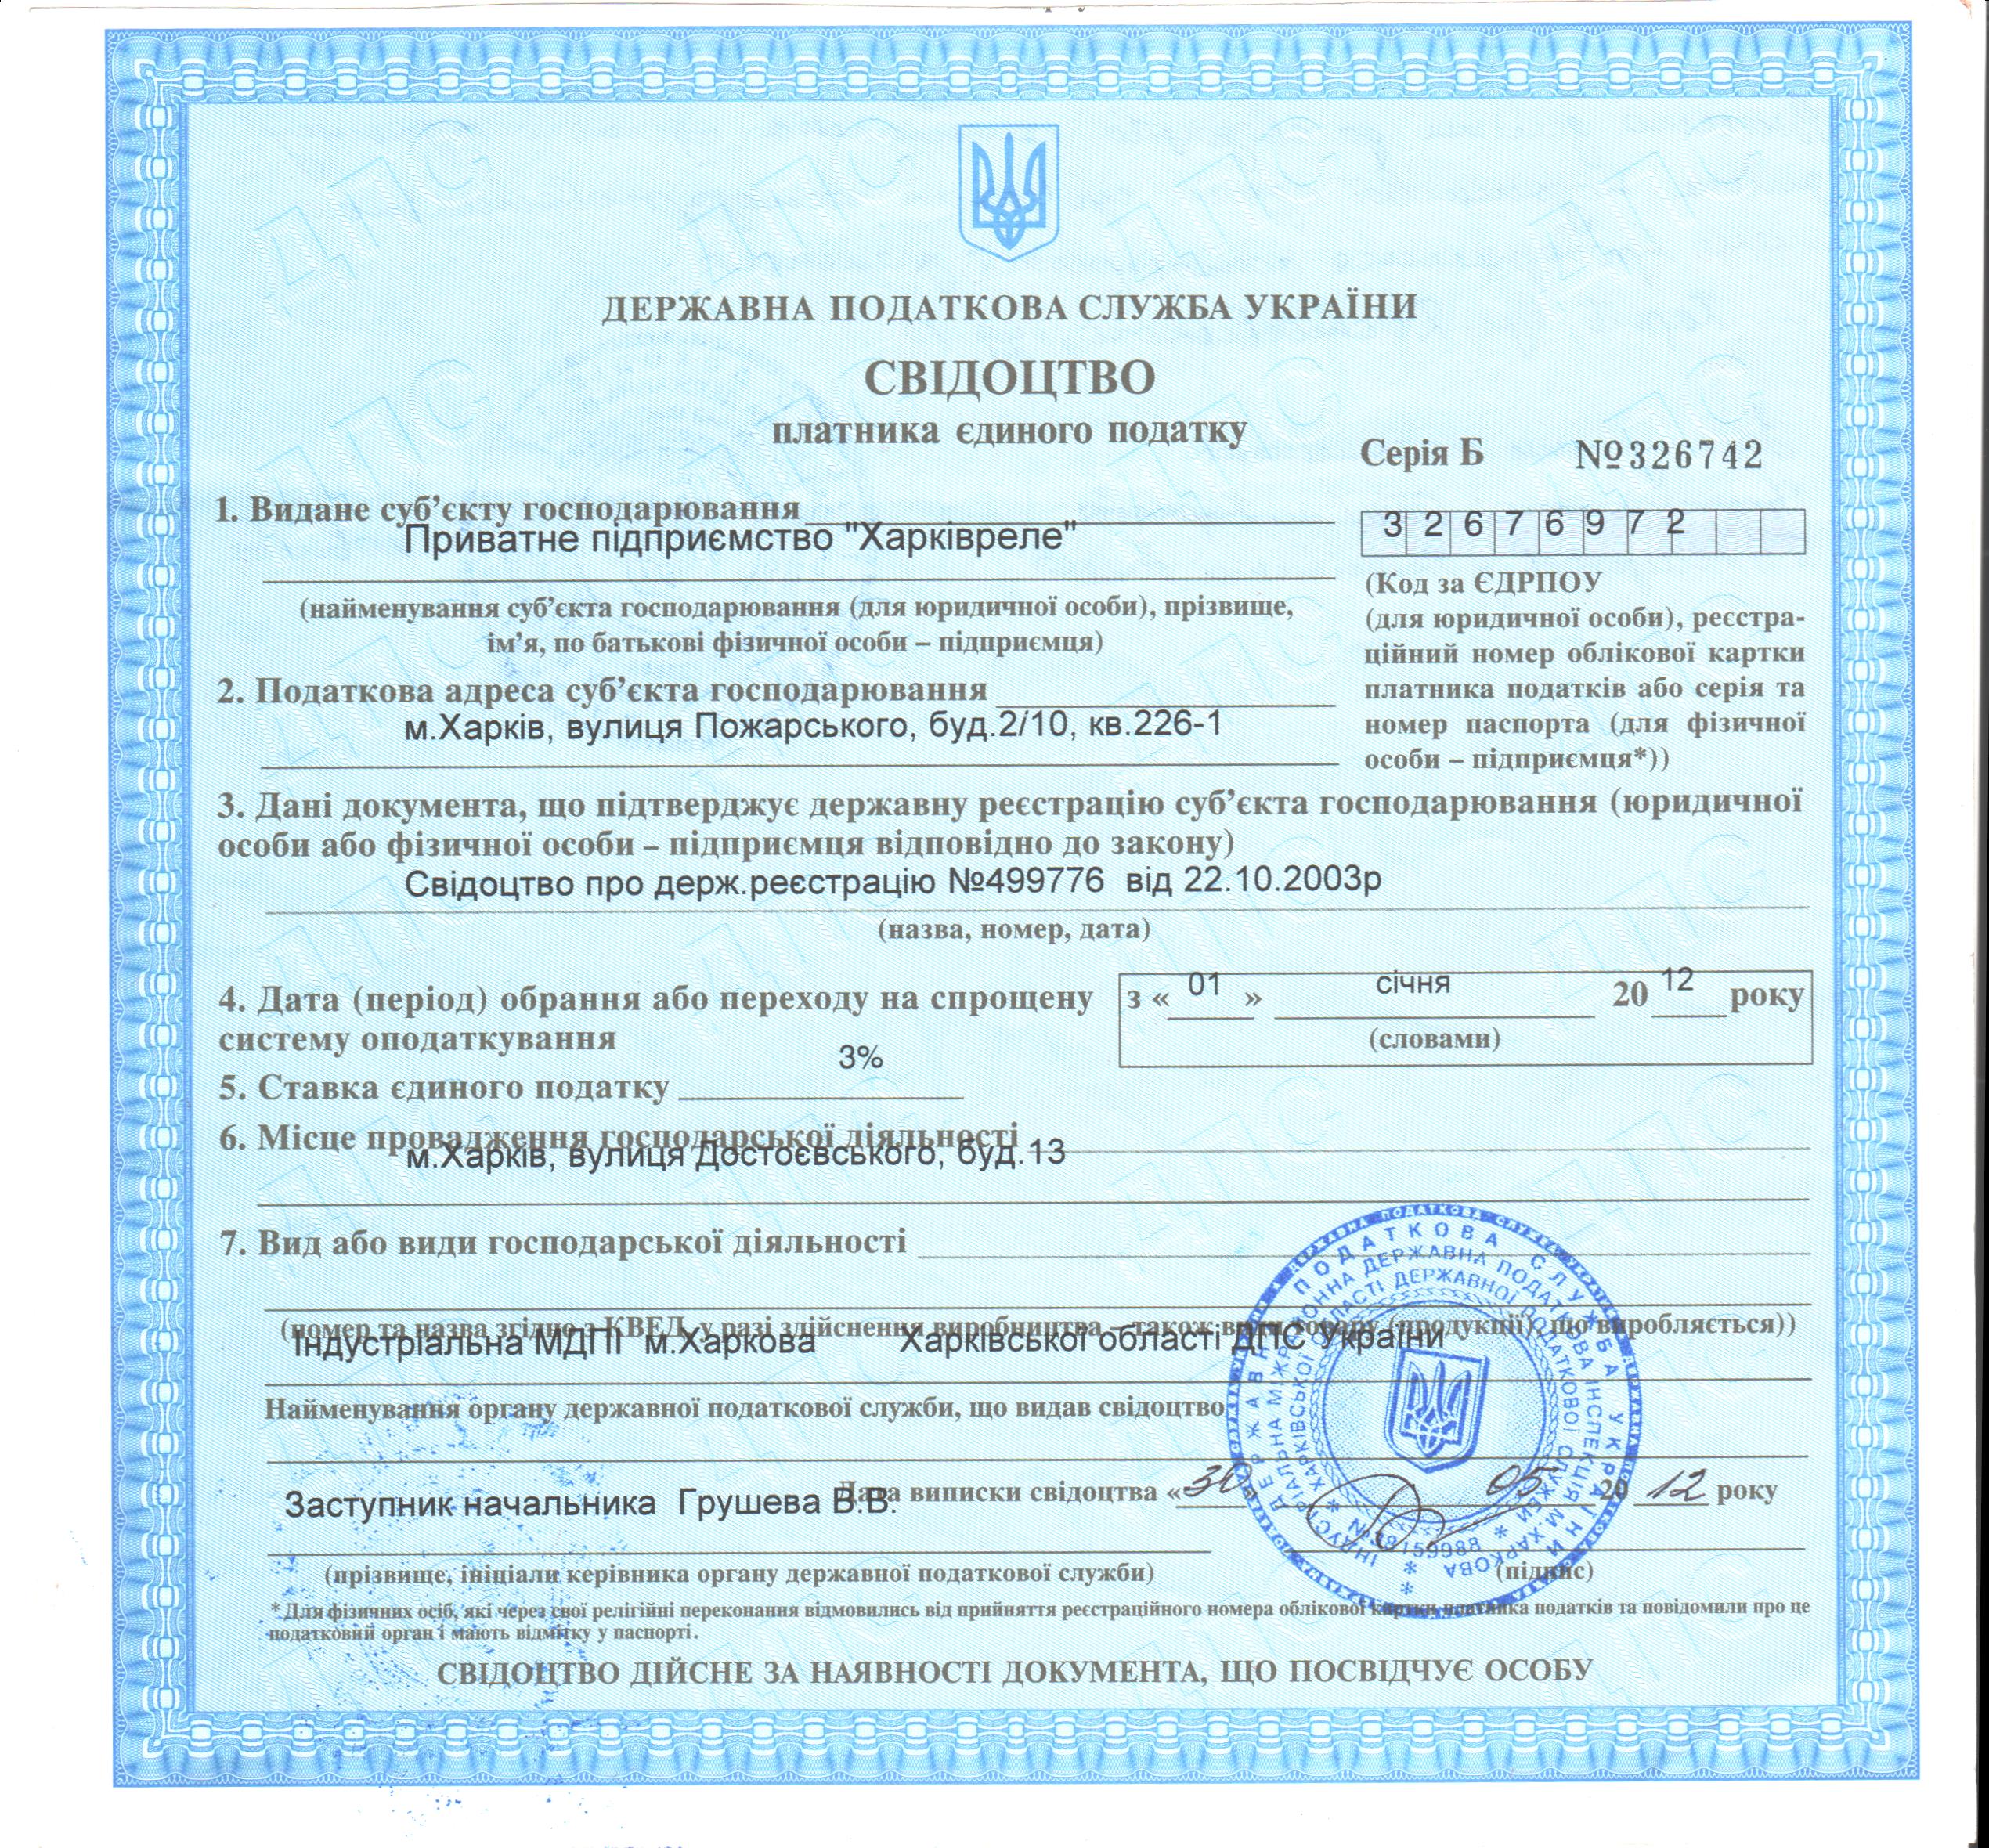 ДЕРЖАВНА ПОДАТКОВА СЛУЖБА УКРАЇНИ
СВІДОЦТВО
платника єдиного податку
Серія Б №326742
1. Видане суб'єкту господарювання
Приватне підприємство "Харківреле"
32676972
(найменування суб'єкта господарювання (для юридичної особи), прізвище,
ім'я, по батькові фізичної особи – підприємця)
(Код за ЄДРПОУ
(для юридичної особи), реєстра-
ційний номер облікової картки
платника податків або серія та
номер паспорта (для фізичної
особи – підприємця*))
2. Податкова адреса суб'єкта господарювання
м.Харків, вулиця Пожарського, буд.2/10, кв.226-1
3. Дані документа, що підтверджує державну реєстрацію суб'єкта господарювання (юридичної
особи або фізичної особи – підприємця відповідно до закону)
Свідоцтво про держ.реєстрацію №499776 від 22.10.2003р
(назва, номер, дата)
4. Дата (період) обрання або переходу на спрощену
систему оподаткування
з « 01 » січня 20 12 року
(словами)
5. Ставка єдиного податку 3%
6. Місце провадження господарської діяльності
м.Харків, вулиця Достоєвського, буд.13
7. Вид або види господарської діяльності
(номер та назва згідно з КВЕД, у разі здійснення виробництва – також види товару (продукції), що виробляється))
Індустріальна МДПІ м.Харкова Харківської області ДПС України
Найменування органу державної податкової служби, що видав свідоцтво
Дата виписки свідоцтва « 30 » 05 20 12 року
Заступник начальника Грушева В.В.
(прізвище, ініціали керівника органу державної податкової служби)
(підпис)
* Для фізичних осіб, які через свої релігійні переконання відмовились від прийняття реєстраційного номера облікової картки платника податків та повідомили про це
податковий орган і мають відмітку у паспорті.
СВІДОЦТВО ДІЙСНЕ ЗА НАЯВНОСТІ ДОКУМЕНТА, ЩО ПОСВІДЧУЄ ОСОБУ
ДЕРЖАВНА ПОДАТКОВА СЛУЖБА УКРАЇНИ
ІНДУСТРІАЛЬНА МІЖРАЙОННА ДЕРЖАВНА ПОДАТКОВА ІНСПЕКЦІЯ М.ХАРКОВА
ХАРКІВСЬКОЇ ОБЛАСТІ ДЕРЖАВНОЇ ПОДАТКОВОЇ СЛУЖБИ
№38159988
ДПС